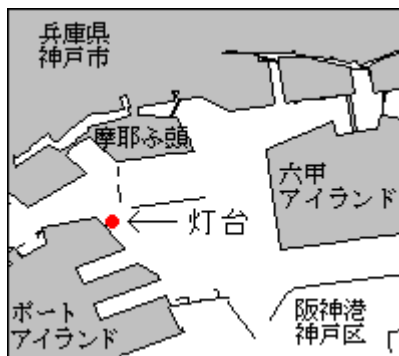 兵庫県
神戸市
摩耶ふ頭
六甲
アイランド
灯台
ポート
アイランド
阪神港
神戸区